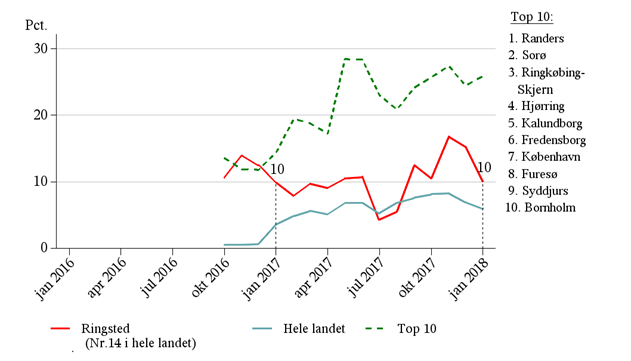 Pct.
30
20
10
0
10
10
jan 2016
apr 2016
jul 2016
okt 2016
jan 2017
apr 2017
jul 2017
okt 2017
jan 2018
Ringsted
(Nr.14 i hele landet)
Hele landet
Top 10
Top 10:
1. Randers
2. Sorø
3. Ringkøbing-
Skjern
4. Hjørring
5. Kalundborg
6. Fredensborg
7. København
8. Furesø
9. Syddjurs
10. Bornholm